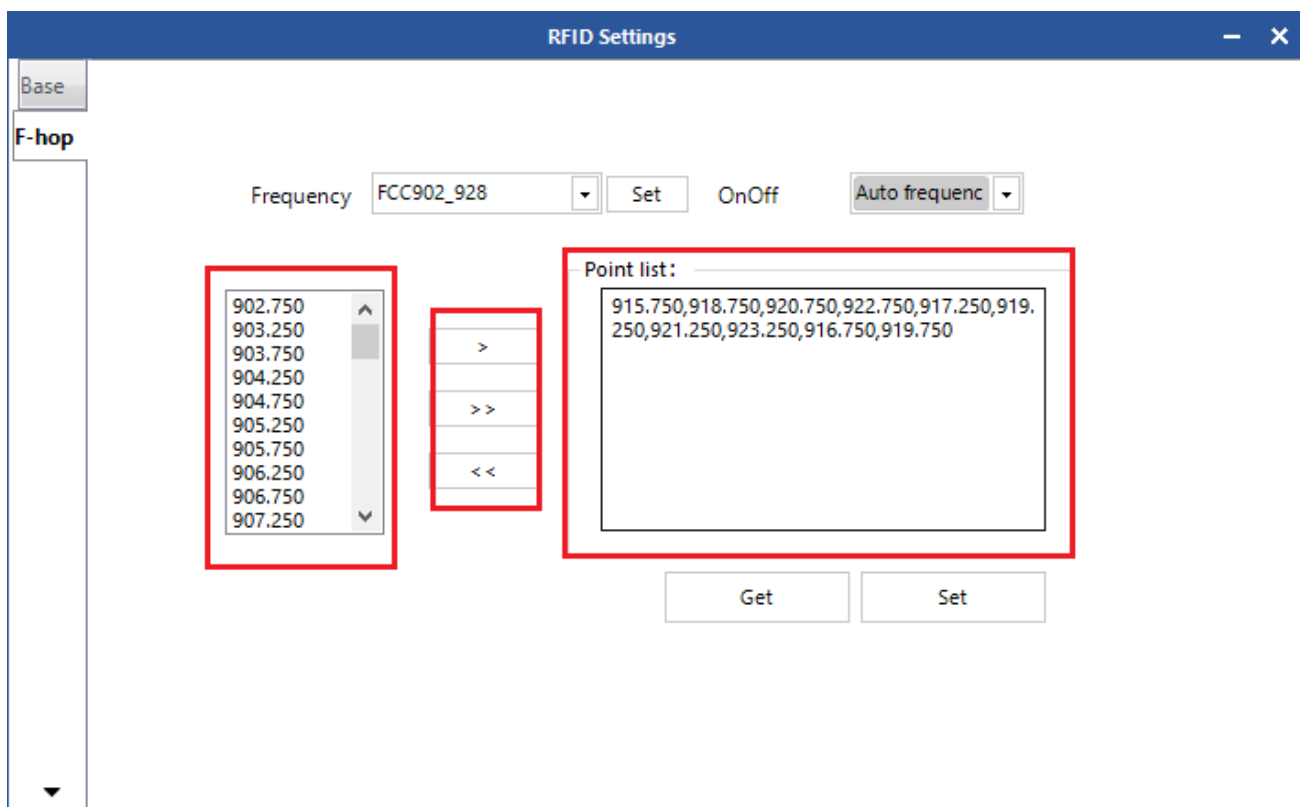 RFID Settings
Base
F-hop
Frequency FCC902_928 Set OnOff Auto frequenc
Point list:
902.750
903.250
903.750
904.250
904.750
905.250
905.750
906.250
906.750
907.250
>
>>
<<
915.750,918.750,920.750,922.750,917.250,919.
250,921.250,923.250,916.750,919.750
Get Set